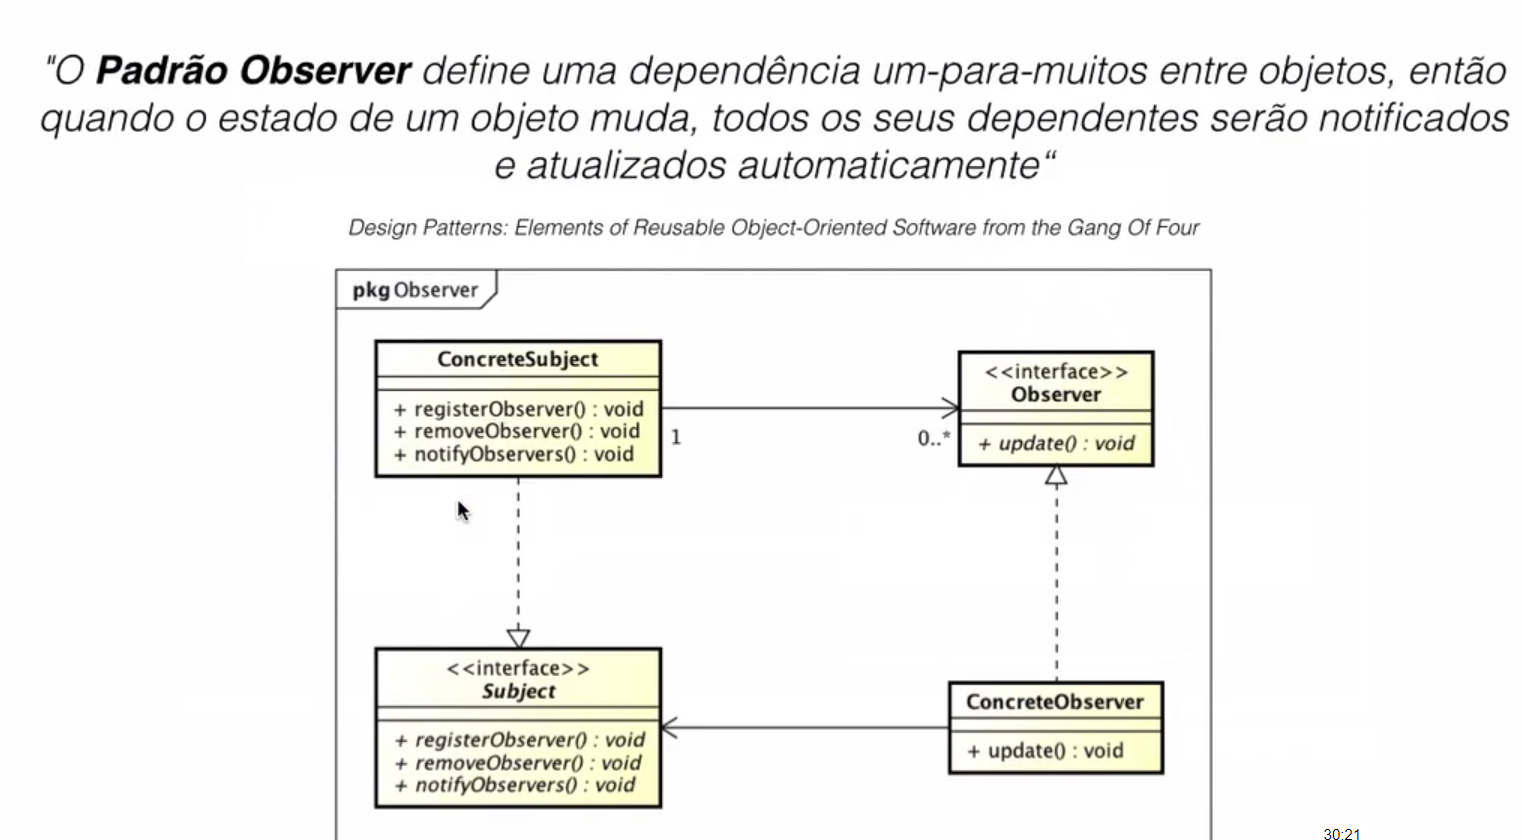 "O Padrão Observer define uma dependência um-para-muitos entre objetos, então
quando o estado de um objeto muda, todos os seus dependentes serão notificados
e atualizados automaticamente“
Design Patterns: Elements of Reusable Object-Oriented Software from the Gang Of Four
pkg Observer
ConcreteSubject
+ registerObserver() : void
+ removeObserver() : void
+ notifyObservers() : void
1
0..*
<<interface>>
Observer
+ update() : void
<<interface>>
Subject
+ registerObserver() : void
+ removeObserver() : void
+ notifyObservers() : void
ConcreteObserver
+ update() : void
30:21